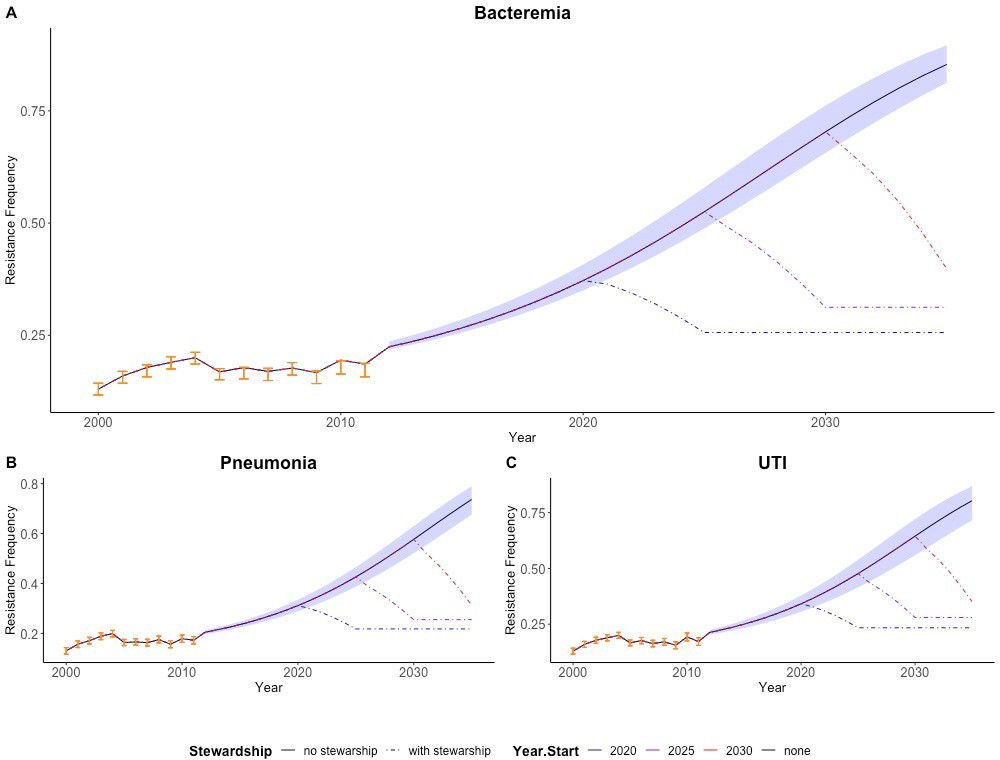 A
Bacteremia
Resistance Frequency
0.75
0.50
0.25
2000 2010 2020 2030
Year
B
Pneumonia
Resistance Frequency
0.8
0.6
0.4
0.2
2000 2010 2020 2030
Year
C
UTI
Resistance Frequency
0.75
0.50
0.25
2000 2010 2020 2030
Year
Stewardship no stewarship with stewarship Year.Start 2020 2025 2030 none